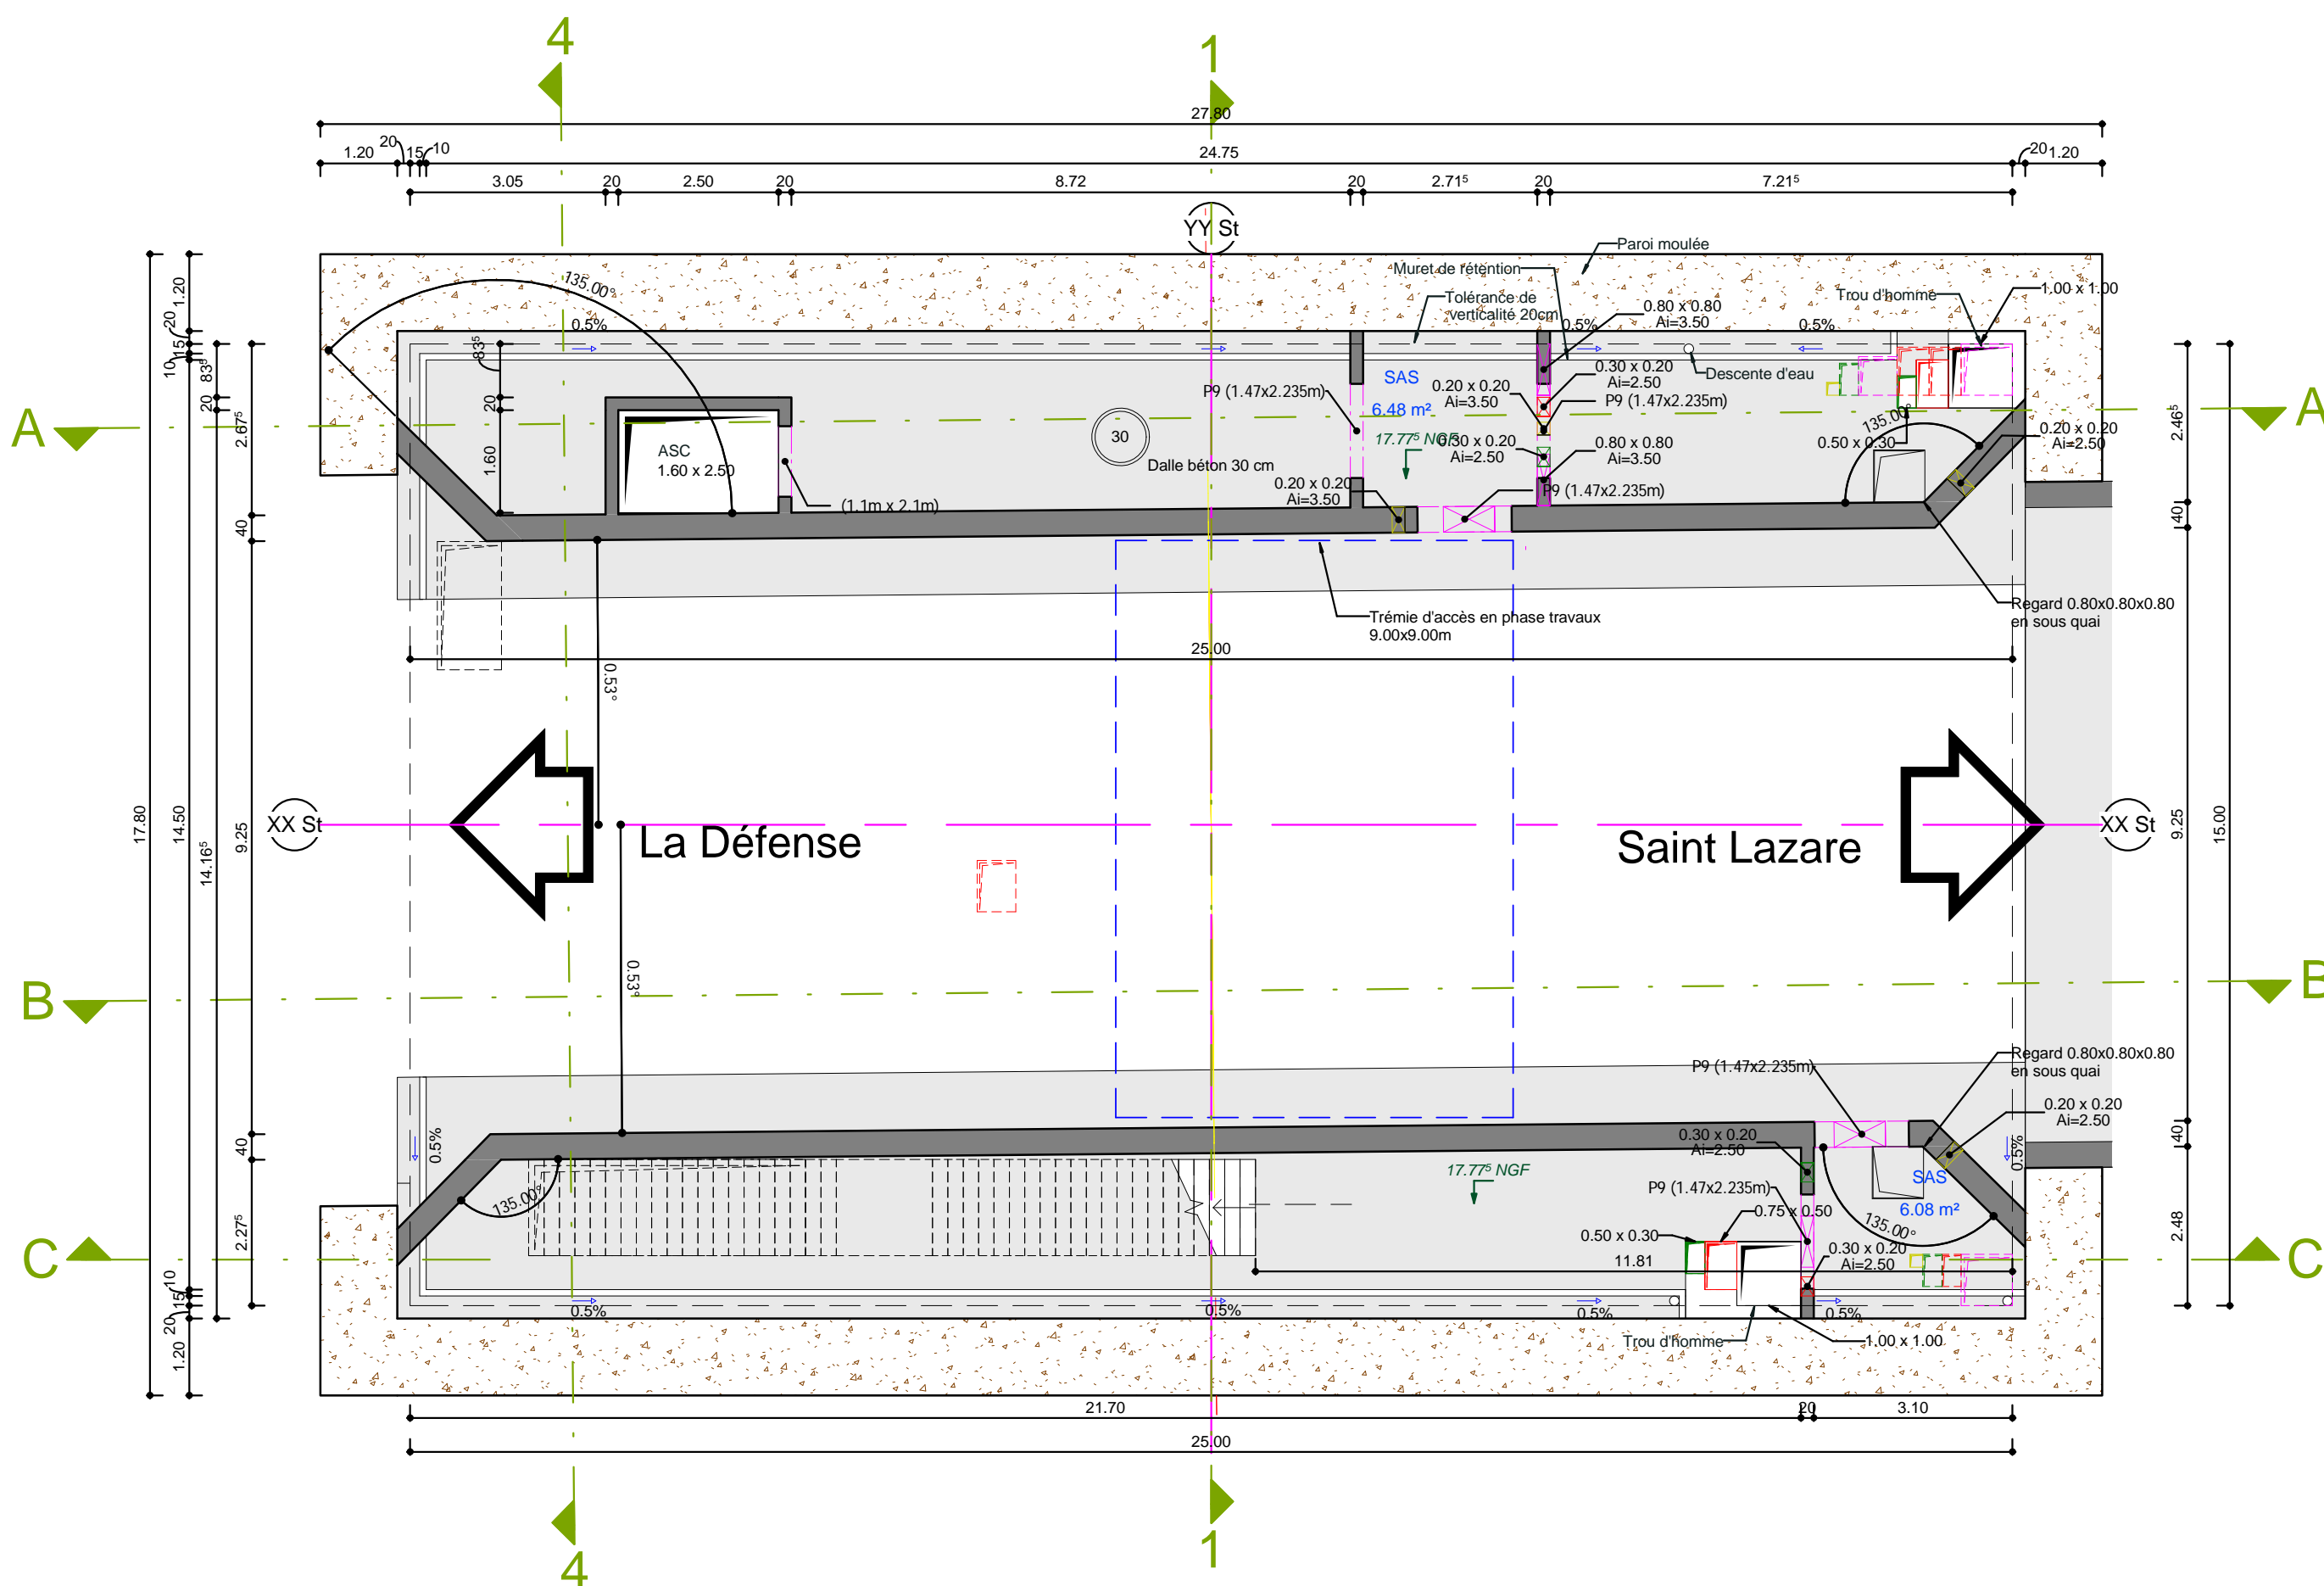 4
1
27.80
1.20
20
15
10
24.75
20
1.20
3.05
20
2.50
20
8.72
20
2.71⁵
20
7.21⁵
YY St
Paroi moulée
Muret de rétention
Tolérance de
verticalité 20cm
0.80 x 0.80
Ai=3.50
Trou d'homme
1.00 x 1.00
135.00°
0.5%
0.5%
0.5%
Descente d'eau
SAS
6.48 m²
17.77⁵ NGF
P9 (1.47x2.235m)
0.20 x 0.20
Ai=3.50
0.30 x 0.20
Ai=2.50
P9 (1.47x2.235m)
0.30 x 0.20
Ai=2.50
0.80 x 0.80
Ai=3.50
0.20 x 0.20
Ai=3.50
P9 (1.47x2.235m)
0.50 x 0.30
135.00°
0.20 x 0.20
Ai=2.50
A
A
ASC
1.60 x 2.50
(1.1m x 2.1m)
30
Dalle béton 30 cm
83⁵
20
1.60
Trémie d'accès en phase travaux
9.00x9.00m
Regard 0.80x0.80x0.80
en sous quai
25.00
0.53°
XX St
La Défense
Saint Lazare
XX St
0.53°
B
B
17.80
1.20
20
15
10
14.50
10
15
20
1.20
83⁵
20
14.16⁵
2.67⁵
40
9.25
40
2.27⁵
2.46⁵
40
9.25
40
2.48
15.00
P9 (1.47x2.235m)
Regard 0.80x0.80x0.80
en sous quai
0.20 x 0.20
Ai=2.50
0.30 x 0.20
Ai=2.50
0.5%
0.5%
17.77⁵ NGF
SAS
6.08 m²
P9 (1.47x2.235m)
0.75 x 0.50
0.50 x 0.30
135.00°
135.00°
0.30 x 0.20
Ai=2.50
11.81
C
C
0.5%
0.5%
0.5%
0.5%
Trou d'homme
1.00 x 1.00
21.70
20
3.10
25.00
1
4